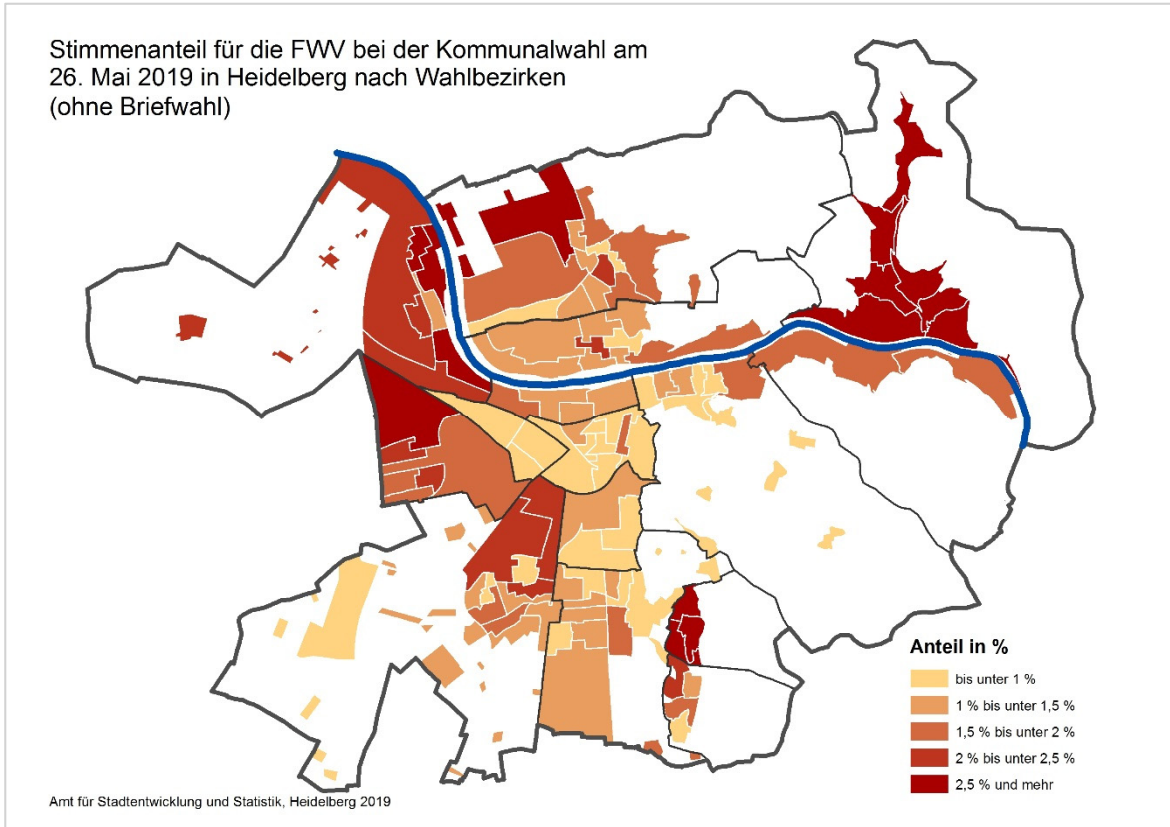 Stimmenanteil für die FWV bei der Kommunalwahl am
26. Mai 2019 in Heidelberg nach Wahlbezirken
(ohne Briefwahl)
Anteil in %
bis unter 1 %
1 % bis unter 1,5 %
1,5 % bis unter 2 %
2 % bis unter 2,5 %
2,5 % und mehr
Amt für Stadtentwicklung und Statistik, Heidelberg 2019